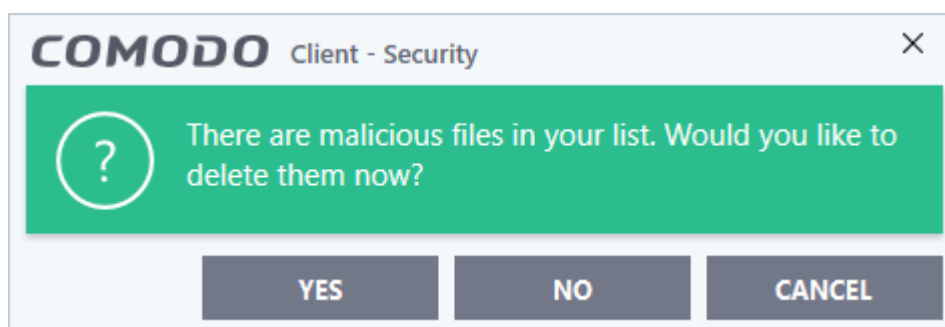 COMODO Client - Security
?
There are malicious files in your list. Would you like to
delete them now?
YES NO CANCEL